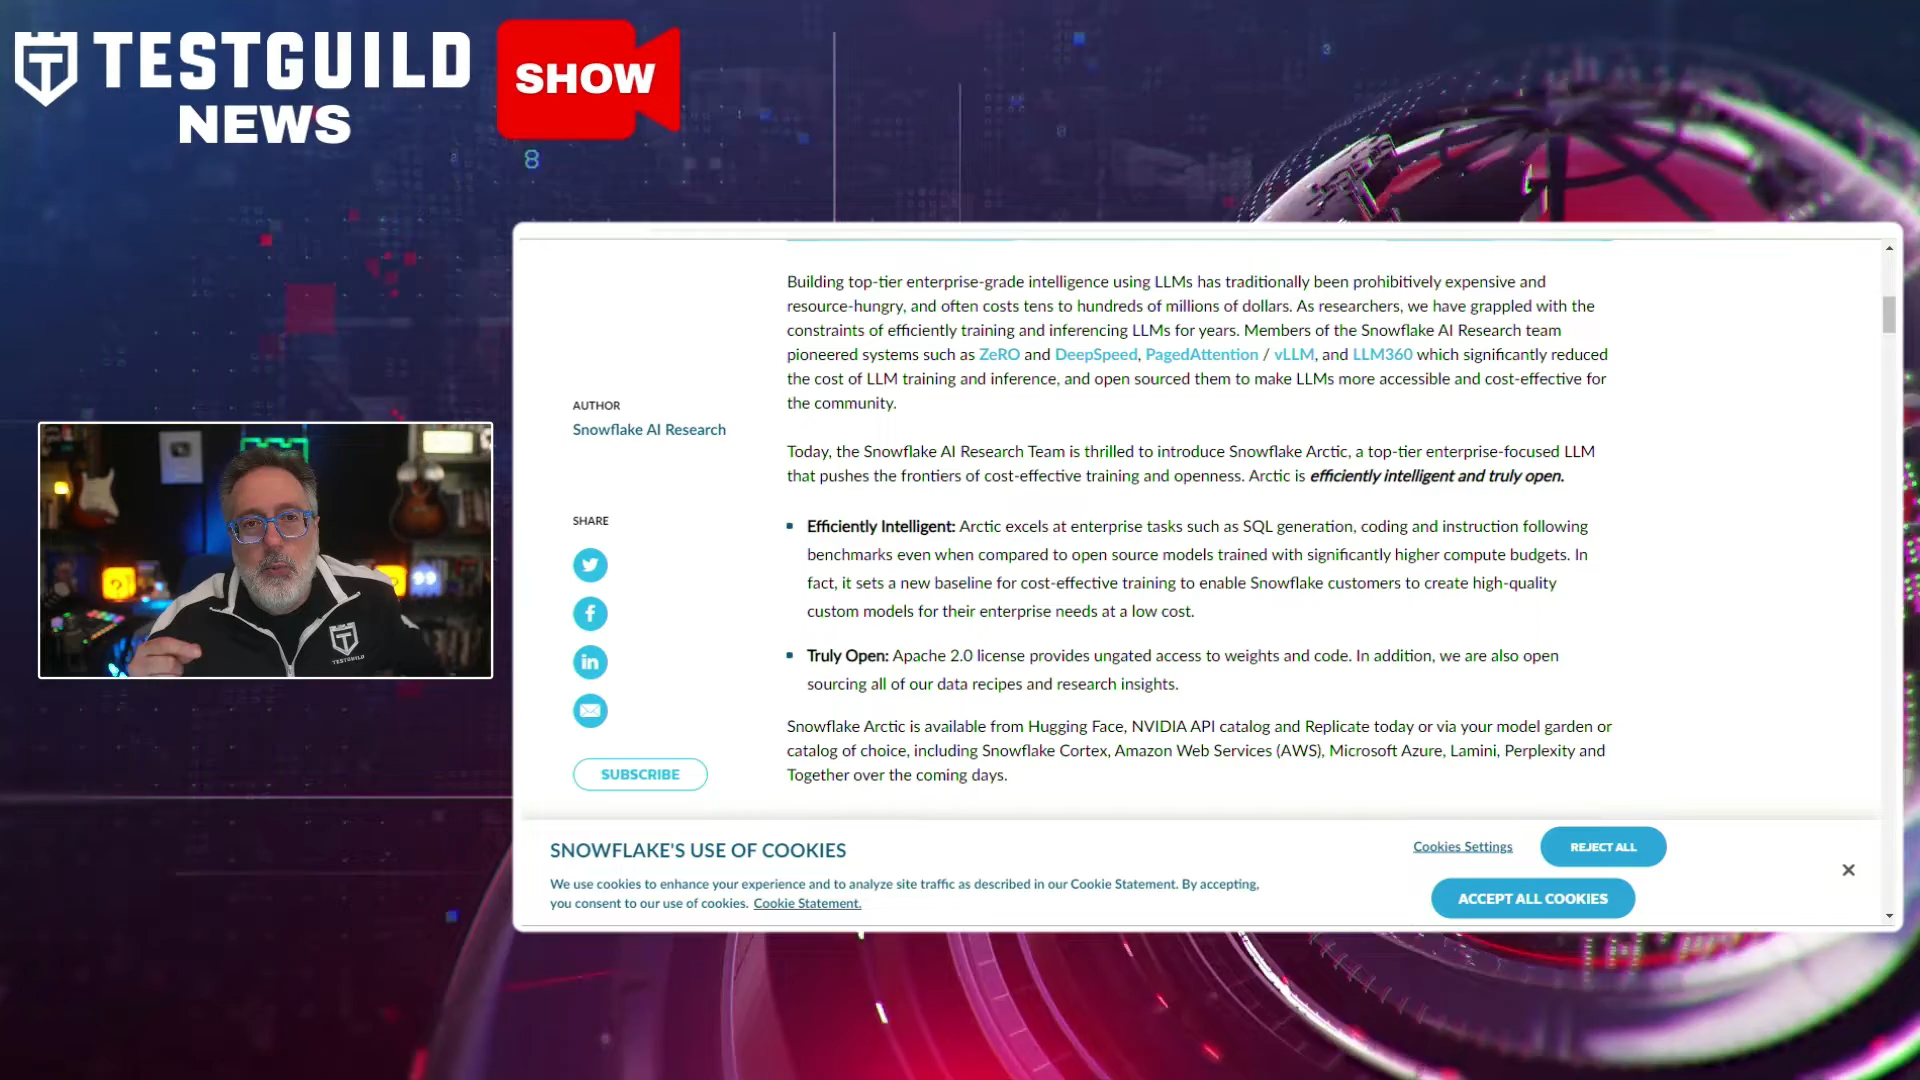 TESTGUILD
NEWS
SHOW
8
Building top-tier enterprise-grade intelligence using LLMs has traditionally been prohibitively expensive and
resource-hungry, and often costs tens to hundreds of millions of dollars. As researchers, we have grappled with the
constraints of efficiently training and inferencing LLMs for years. Members of the Snowflake AI Research team
pioneered systems such as ZeRO and DeepSpeed, PagedAttention / vLLM, and LLM360 which significantly reduced
the cost of LLM training and inference, and open sourced them to make LLMs more accessible and cost-effective for
the community.
AUTHOR
Snowflake AI Research
Today, the Snowflake AI Research Team is thrilled to introduce Snowflake Arctic, a top-tier enterprise-focused LLM
that pushes the frontiers of cost-effective training and openness. Arctic is efficiently intelligent and truly open.
SHARE
Efficiently Intelligent: Arctic excels at enterprise tasks such as SQL generation, coding and instruction following
benchmarks even when compared to open source models trained with significantly higher compute budgets. In
fact, it sets a new baseline for cost-effective training to enable Snowflake customers to create high-quality
custom models for their enterprise needs at a low cost.
Truly Open: Apache 2.0 license provides ungated access to weights and code. In addition, we are also open
sourcing all of our data recipes and research insights.
Snowflake Arctic is available from Hugging Face, NVIDIA API catalog and Replicate today or via your model garden or
catalog of choice, including Snowflake Cortex, Amazon Web Services (AWS), Microsoft Azure, Lamini, Perplexity and
Together over the coming days.
SUBSCRIBE
SNOWFLAKE'S USE OF COOKIES
We use cookies to enhance your experience and to analyze site traffic as described in our Cookie Statement. By accepting,
you consent to our use of cookies. Cookie Statement.
Cookies Settings
REJECT ALL
ACCEPT ALL COOKIES
TESTGUILD